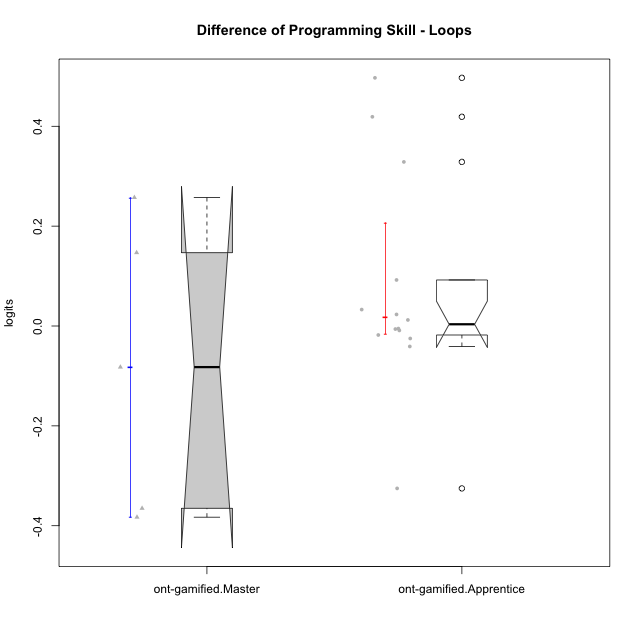 Difference of Programming Skill - Loops
logits
0.4
0.2
0.0
-0.2
-0.4
ont-gamified.Master
ont-gamified.Apprentice